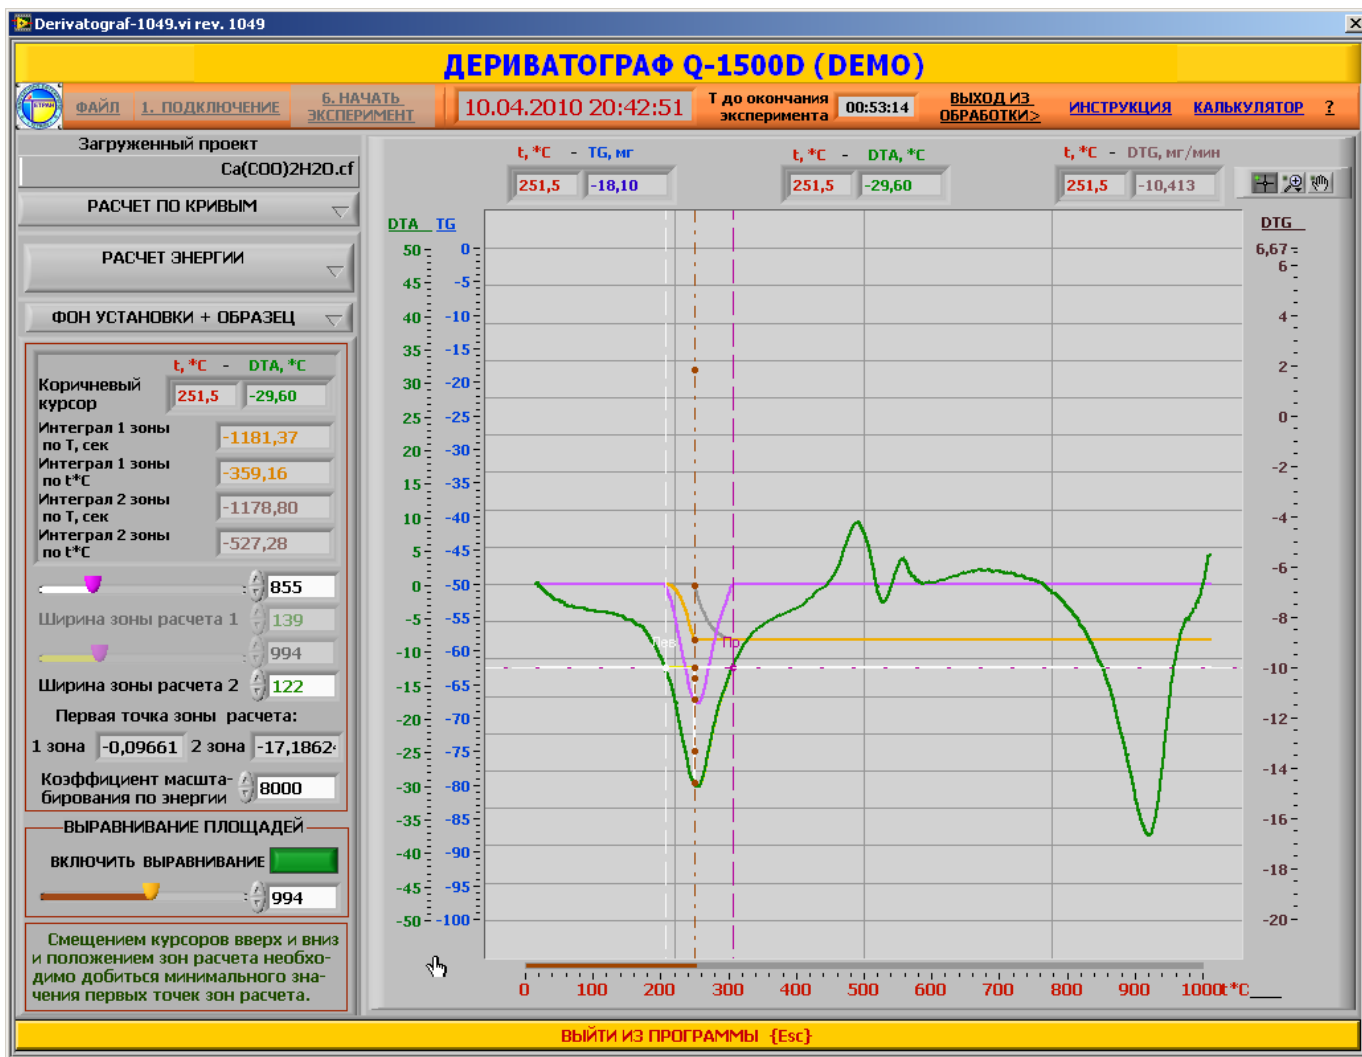 Derivatograf-1049.vi rev. 1049
ДЕРИВАТОГРАФ Q-1500D (DEMO)
ФАЙЛ 1. ПОДКЛЮЧЕНИЕ 6. НАЧАТЬ ЭКСПЕРИМЕНТ 10.04.2010 20:42:51 Т до окончания эксперимента 00:53:14 ВЫХОД ИЗ ОБРАБОТКИ> ИНСТРУКЦИЯ КАЛЬКУЛЯТОР ?
Загруженный проект
Ca(COO)2H2O.cf
РАСЧЕТ ПО КРИВЫМ
РАСЧЕТ ЭНЕРГИИ
ФОН УСТАНОВКИ + ОБРАЗЕЦ
t, *C - DTA, *C
Коричневый
курсор 251,5 -29,60
Интеграл 1 зоны
по Т, сек -1181,37
Интеграл 1 зоны
по t*C -359,16
Интеграл 2 зоны
по Т, сек -1178,80
Интеграл 2 зоны
по t*C -527,28
855
Ширина зоны расчета 1 139
994
Ширина зоны расчета 2 122
Первая точка зоны расчета:
1 зона -0,09661 2 зона -17,1862
Коэффициент масшта-
бирования по энергии 8000
ВЫРАВНИВАНИЕ ПЛОЩАДЕЙ
ВКЛЮЧИТЬ ВЫРАВНИВАНИЕ
994
Смещением курсоров вверх и вниз
и положением зон расчета необхо-
димо добиться минимального зна-
чения первых точек зон расчета.
t, *C - TG, мг
251,5 -18,10
t, *C - DTA, *C
251,5 -29,60
t, *C - DTG, мг/мин
251,5 -10,413
DTA TG
50 0
45 -5
40 -10
35 -15
30 -20
25 -25
20 -30
15 -35
10 -40
5 -45
0 -50
-5 -55
-10 -60
-15 -65
-20 -70
-25 -75
-30 -80
-35 -85
-40 -90
-45 -95
-50 -100
Лев
Пр
DTG
6,67
6
4
2
0
-2
-4
-6
-8
-10
-12
-14
-16
-18
-20
0 100 200 300 400 500 600 700 800 900 1000 t*C
ВЫЙТИ ИЗ ПРОГРАММЫ {Esc}